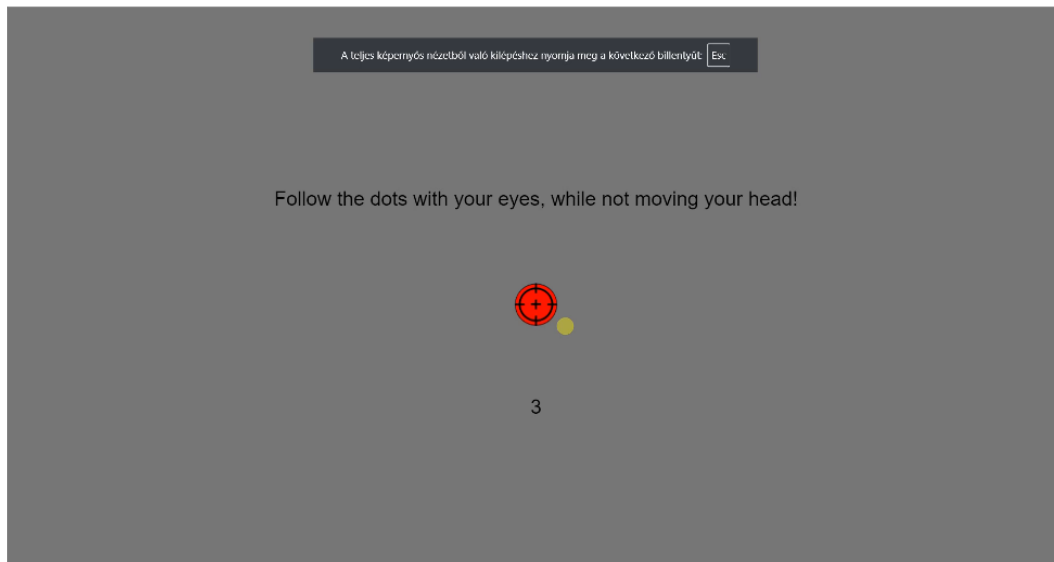 A teljes képernyős nézetből való kilépéshez nyomja meg a következő billentyűt: Esc
Follow the dots with your eyes, while not moving your head!
3